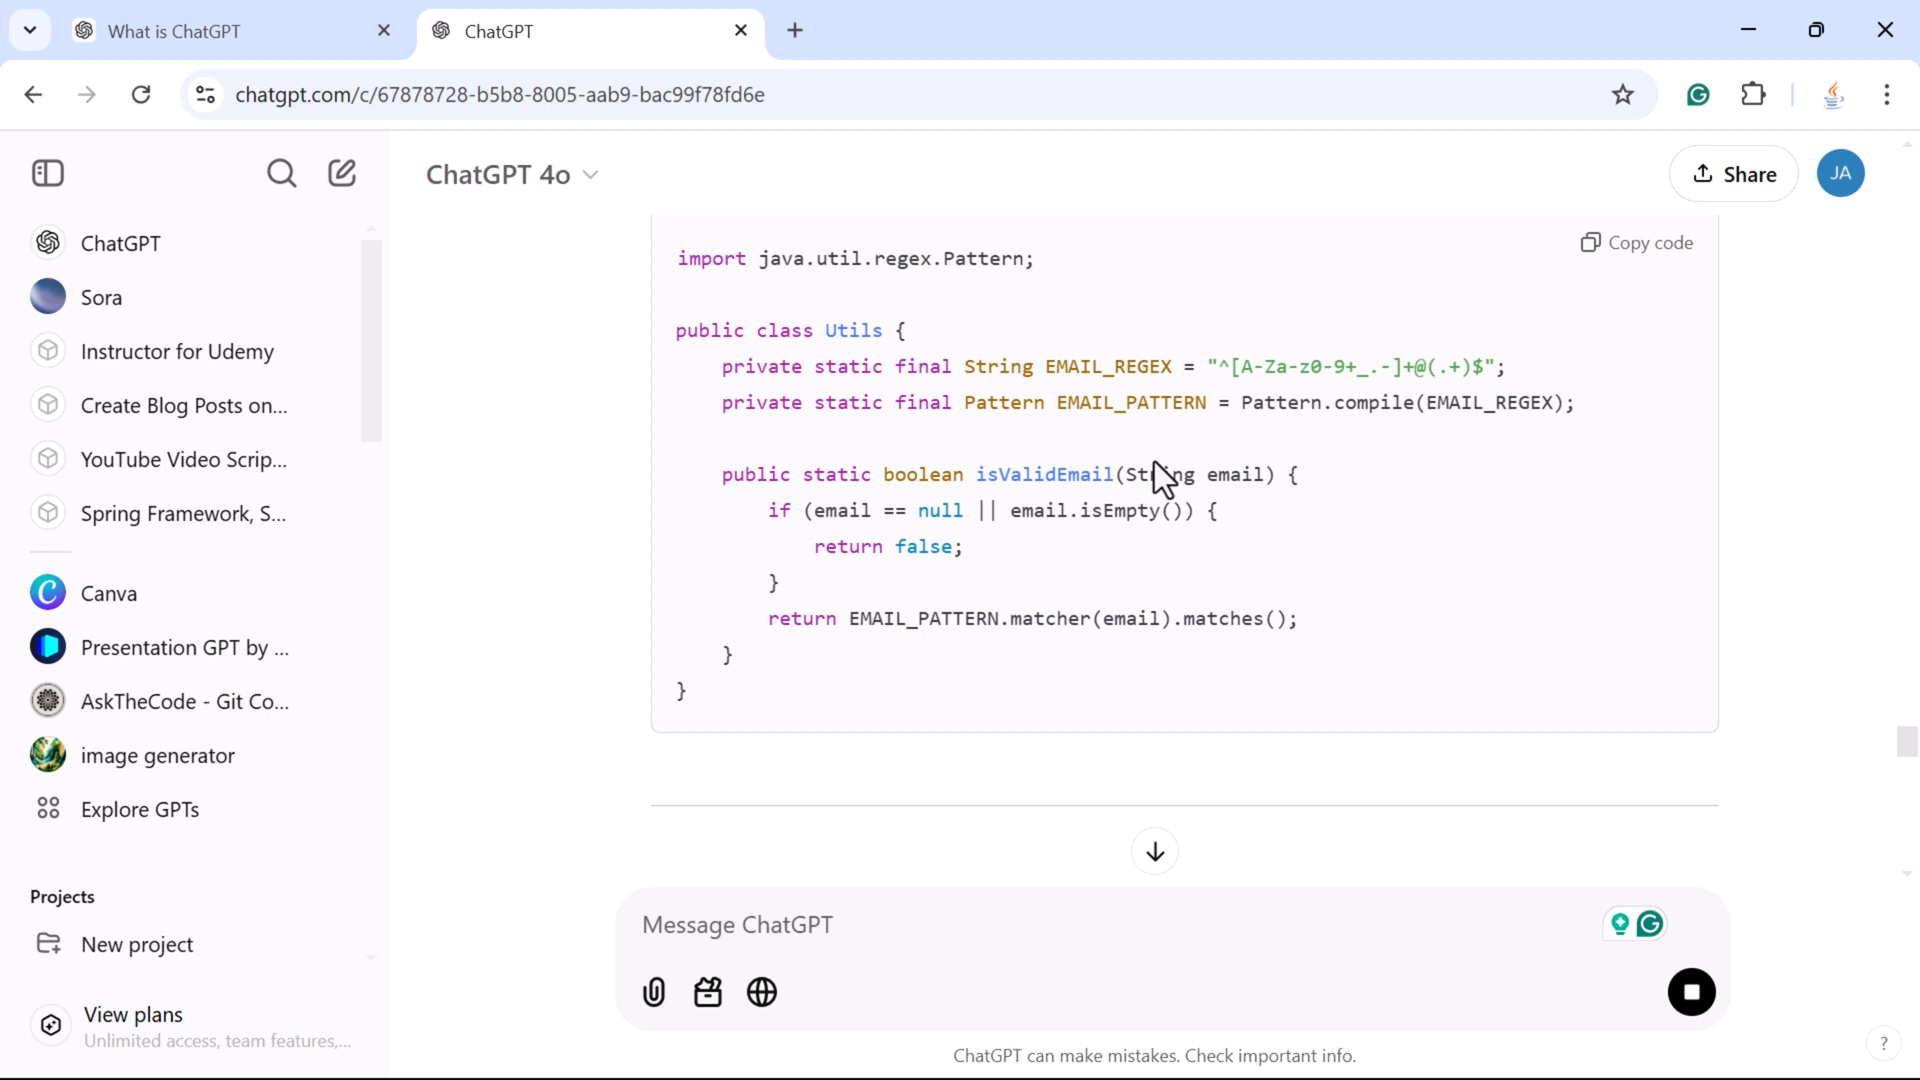 What is ChatGPT
ChatGPT
chatgpt.com/c/67878728-b5b8-8005-aab9-bac99f78fd6e
ChatGPT
Sora
Instructor for Udemy
Create Blog Posts on...
YouTube Video Scrip...
Spring Framework, S...
Canva
Presentation GPT by ...
AskTheCode - Git Co...
image generator
Explore GPTs
Projects
New project
View plans
Unlimited access, team features,...
ChatGPT 4o
Share
JA
Copy code
import java.util.regex.Pattern;
public class Utils {
private static final String EMAIL_REGEX = "^[A-Za-z0-9+_.-]+@(.+)$";
private static final Pattern EMAIL_PATTERN = Pattern.compile(EMAIL_REGEX);
public static boolean isValidEmail(String email) {
if (email == null || email.isEmpty()) {
return false;
}
return EMAIL_PATTERN.matcher(email).matches();
}
}
Message ChatGPT
ChatGPT can make mistakes. Check important info.
?